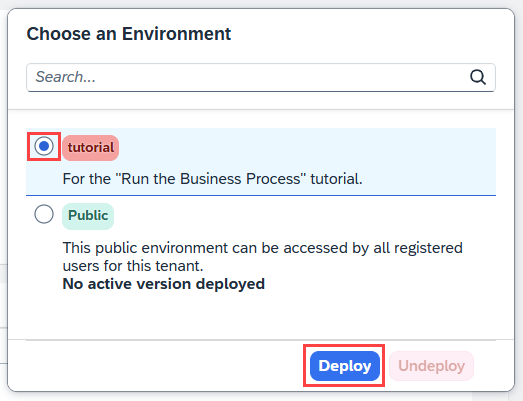 Choose an Environment
Search...
tutorial
For the "Run the Business Process" tutorial.
Public
This public environment can be accessed by all registered
users for this tenant.
No active version deployed
Deploy
Undeploy